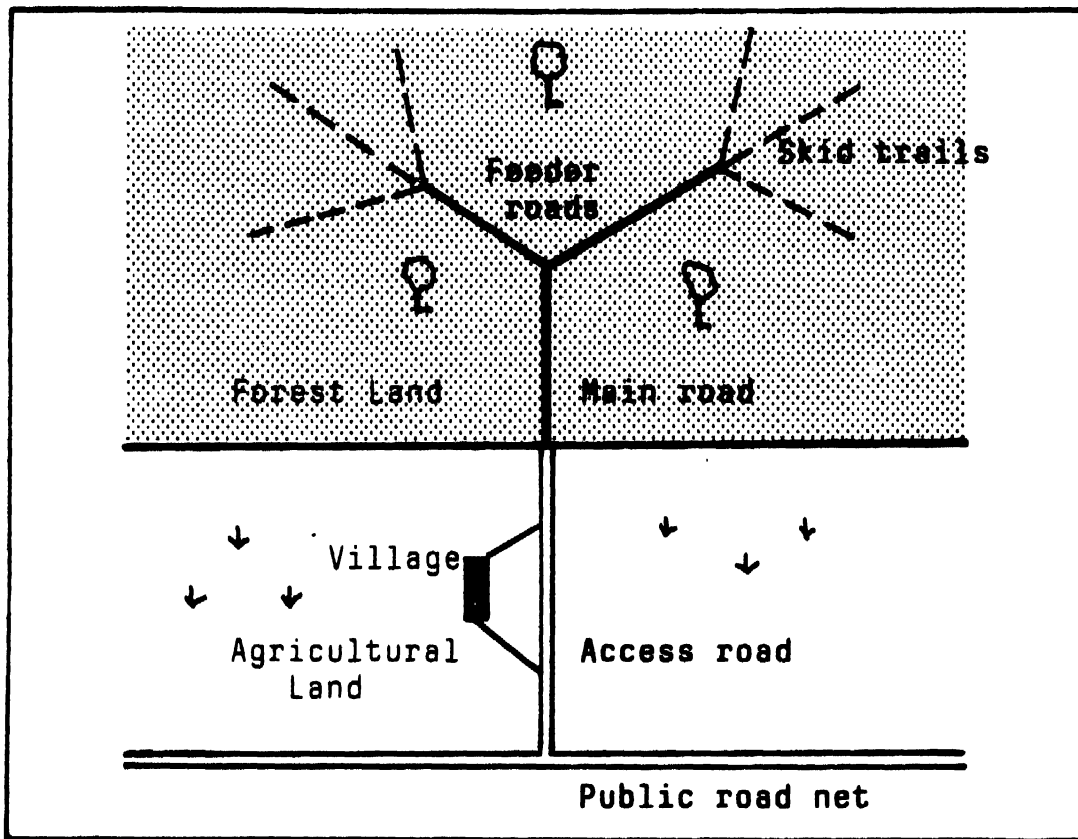 Skid trails
Feeder
roads
Forest Land
Main road
Village
Agricultural
Land
Access road
Public road net